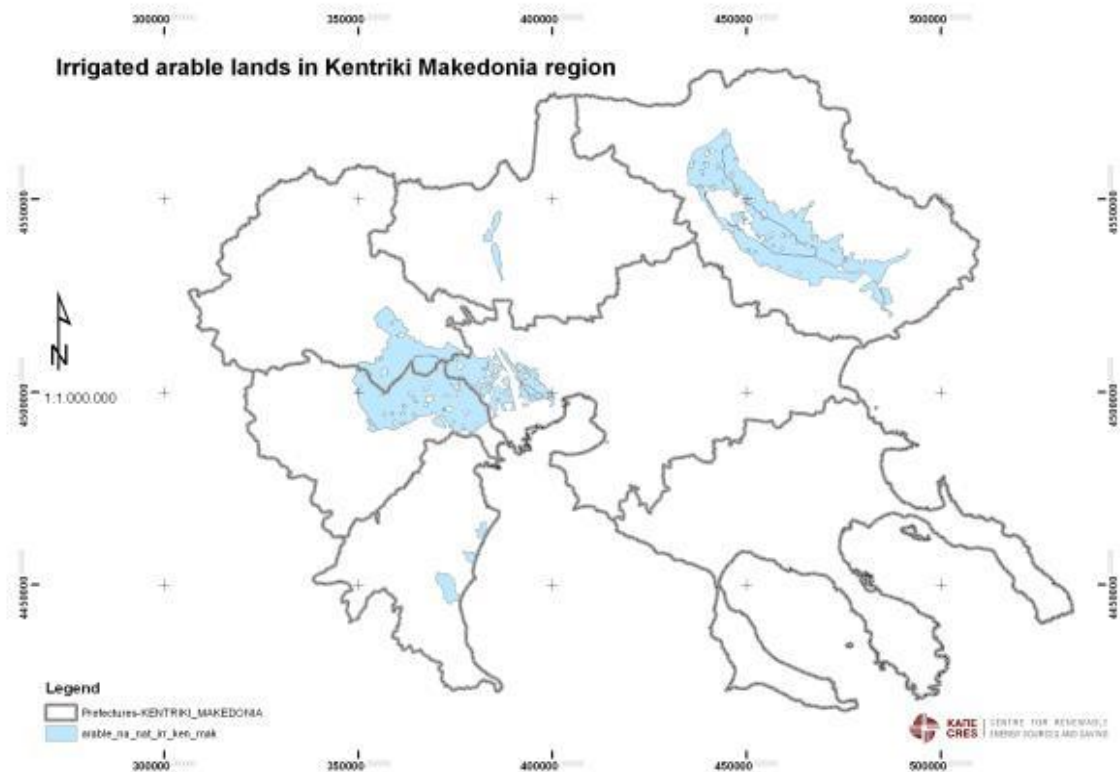 300000 350000 400000 450000 500000
Irrigated arable lands in Kentriki Makedonia region
4550000 4550000
N
1:1.000.000
4500000 4500000
4450000 4450000
Legend
Prefectures-KENTRIKI_MAKEDONIA
arable_na_nat_irr_ken_mak
ΚΑΠΕ
CRES
CENTRE FOR RENEWABLE
ENERGY SOURCES AND SAVING
300000 350000 400000 450000 500000